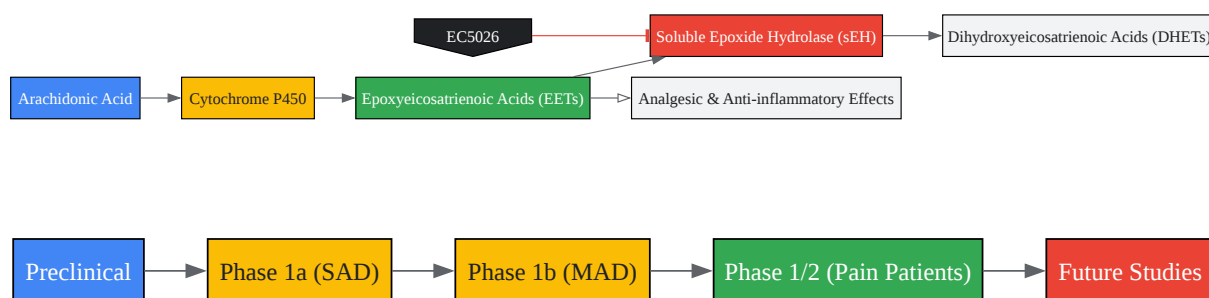 EC5026
Soluble Epoxide Hydrolase (sEH)
Dihydroxyeicosatrienoic Acids (DHETs)
Arachidonic Acid
Cytochrome P450
Epoxyeicosatrienoic Acids (EETs)
Analgesic & Anti-inflammatory Effects
Preclinical
Phase 1a (SAD)
Phase 1b (MAD)
Phase 1/2 (Pain Patients)
Future Studies